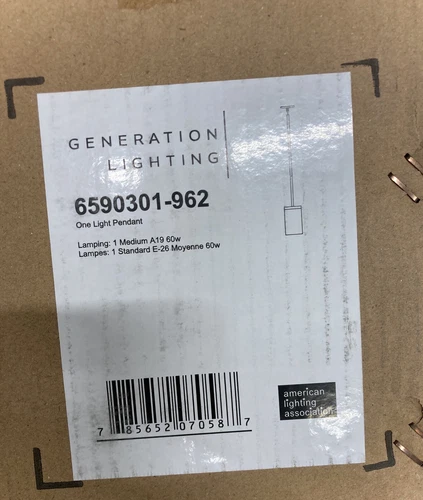 GENERATION
LIGHTING
6590301-962
One Light Pendant
Lamping: 1 Medium A19 60w
Lampes: 1 Standard E-26 Moyenne 60w
american
lighting
association
7 85652 07058 7